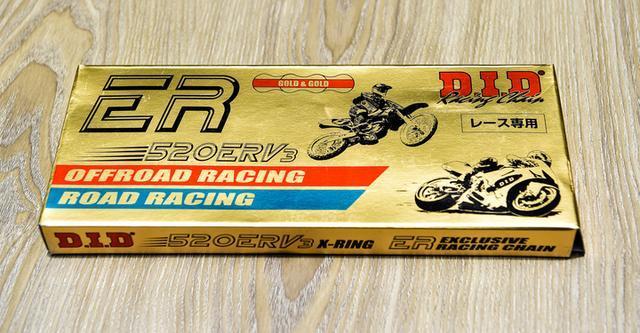 ER
GOLD & GOLD
D.I.D®
Racing Chain
レース専用
520ERV3
OFFROAD RACING
ROAD RACING
D.I.D
D.I.D 520ERV3 X-RING ER EXCLUSIVE
RACING CHAIN